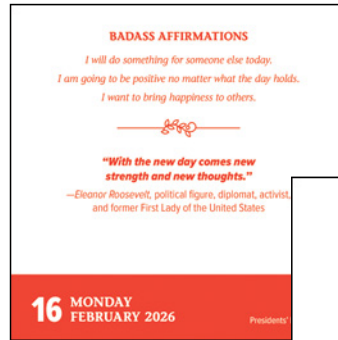 BADASS AFFIRMATIONS
I will do something for someone else today.
I am going to be positive no matter what the day holds.
I want to bring happiness to others.
“With the new day comes new
strength and new thoughts.”
—Eleanor Roosevelt, political figure, diplomat, activist,
and former First Lady of the United States
16 MONDAY
FEBRUARY 2026
Presidents’